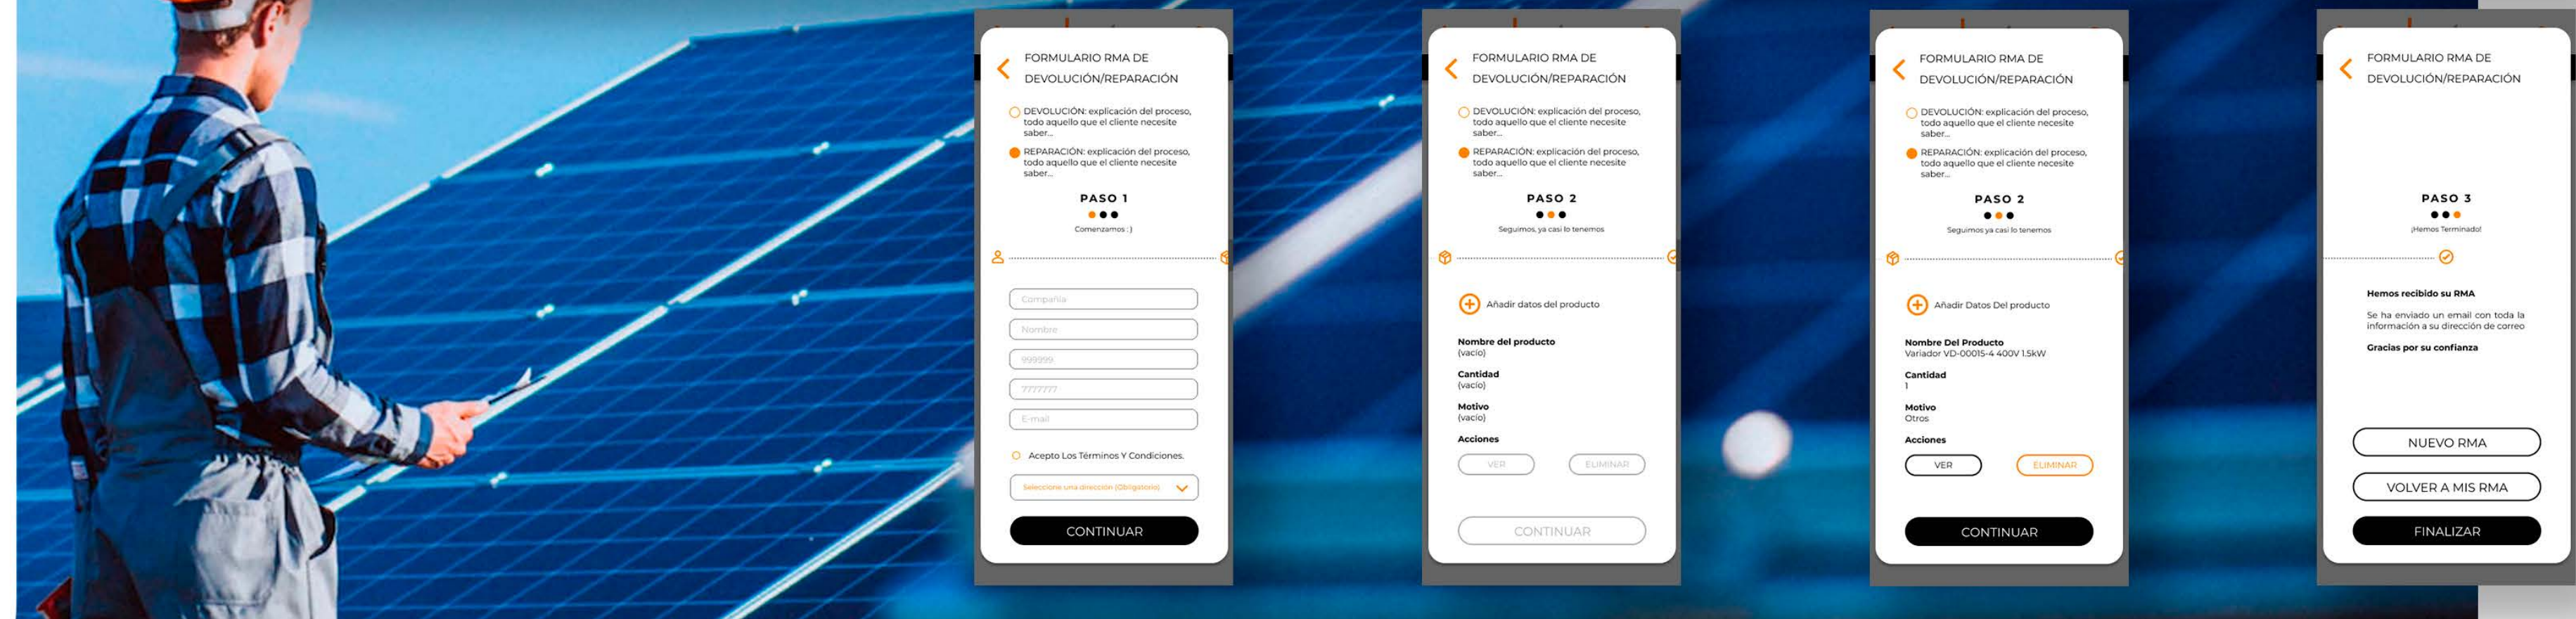 FORMULARIO RMA DE
DEVOLUCIÓN/REPARACIÓN
DEVOLUCIÓN: explicación del proceso,
todo aquello que el cliente necesite
saber...
REPARACIÓN: explicación del proceso,
todo aquello que el cliente necesite
saber...
PASO 1
Comenzamos :)
Compañía
Nombre
999999
7777777
E-mail
Acepto Los Términos Y Condiciones.
Seleccione una dirección (Obligatorio)
CONTINUAR
FORMULARIO RMA DE
DEVOLUCIÓN/REPARACIÓN
DEVOLUCIÓN: explicación del proceso,
todo aquello que el cliente necesite
saber...
REPARACIÓN: explicación del proceso,
todo aquello que el cliente necesite
saber...
PASO 2
Seguimos, ya casi lo tenemos
Añadir datos del producto
Nombre del producto
(vacío)
Cantidad
(vacío)
Motivo
(vacío)
Acciones
VER ELIMINAR
CONTINUAR
FORMULARIO RMA DE
DEVOLUCIÓN/REPARACIÓN
DEVOLUCIÓN: explicación del proceso,
todo aquello que el cliente necesite
saber...
REPARACIÓN: explicación del proceso,
todo aquello que el cliente necesite
saber...
PASO 2
Seguimos ya casi lo tenemos
Añadir Datos Del producto
Nombre Del Producto
Variador VD-00015-4 400V 1.5kW
Cantidad
1
Motivo
Otros
Acciones
VER ELIMINAR
CONTINUAR
FORMULARIO RMA DE
DEVOLUCIÓN/REPARACIÓN
PASO 3
¡Hemos Terminado!
Hemos recibido su RMA
Se ha enviado un email con toda la
información a su dirección de correo
Gracias por su confianza
NUEVO RMA
VOLVER A MIS RMA
FINALIZAR